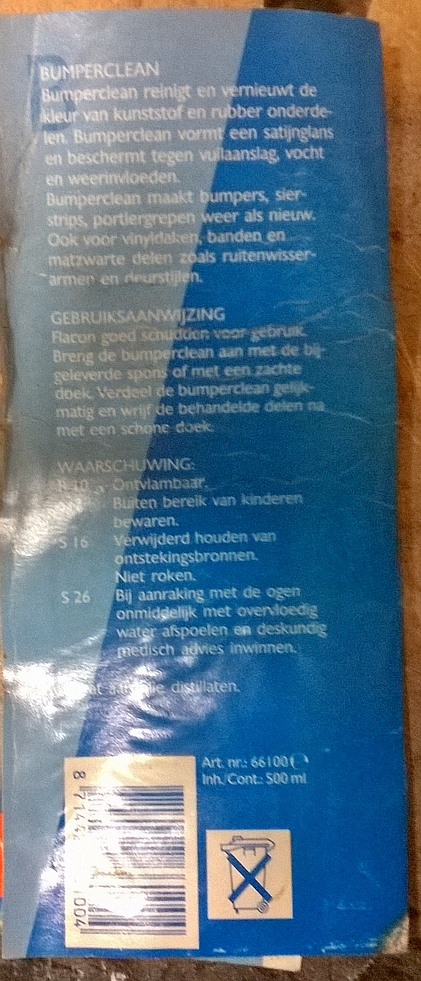 BUMPERCLEAN
Bumperclean reinigt en vernieuwt de
kleur van kunststof en rubber onderde-
len. Bumperclean vormt een satijnglans
en beschermt tegen vuilaanslag, vocht
en weerinvloeden.
Bumperclean maakt bumpers, sier-
strips, portiergrepen weer als nieuw.
Ook voor vinyldaken, banden en
matzwarte delen zoals ruitenwisser-
armen en deurstijlen.
GEBRUIKSAANWIJZING
Flacon goed schudden voor gebruik.
Breng de bumperclean aan met de bij-
geleverde spons of met een zachte
doek. Verdeel de bumperclean gelijk-
matig en wrijf de behandelde delen na
met een schone doek.
WAARSCHUWING:
R 10 Ontvlambaar.
Buiten bereik van kinderen
bewaren.
S 16 Verwijderd houden van
ontstekingsbronnen.
Niet roken.
S 26 Bij aanraking met de ogen
onmiddelijk met overvloedig
water afspoelen en deskundig
medisch advies inwinnen.
distillaten.
Art. nr.: 66100
Inh./Cont.: 500 ml
004